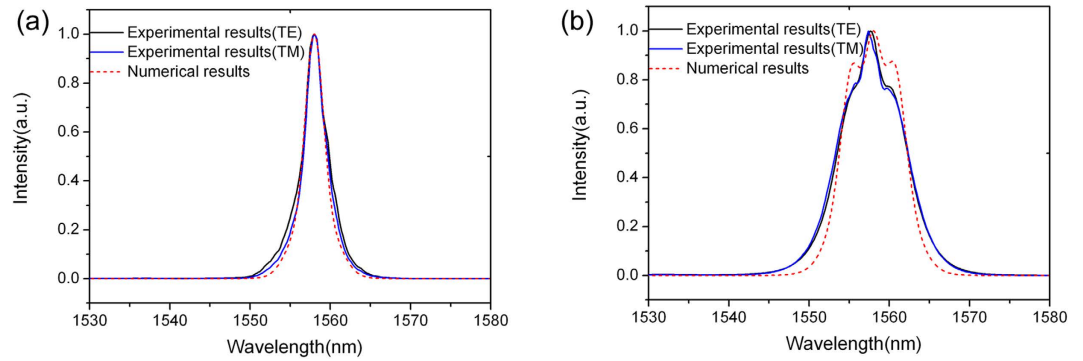 (a)
Experimental results(TE)
Experimental results(TM)
Numerical results
Intensity(a.u.)
1.0
0.8
0.6
0.4
0.2
0.0
1530 1540 1550 1560 1570 1580
Wavelength(nm)
(b)
Experimental results(TE)
Experimental results(TM)
Numerical results
Intensity(a.u.)
1.0
0.8
0.6
0.4
0.2
0.0
1530 1540 1550 1560 1570 1580
Wavelength(nm)